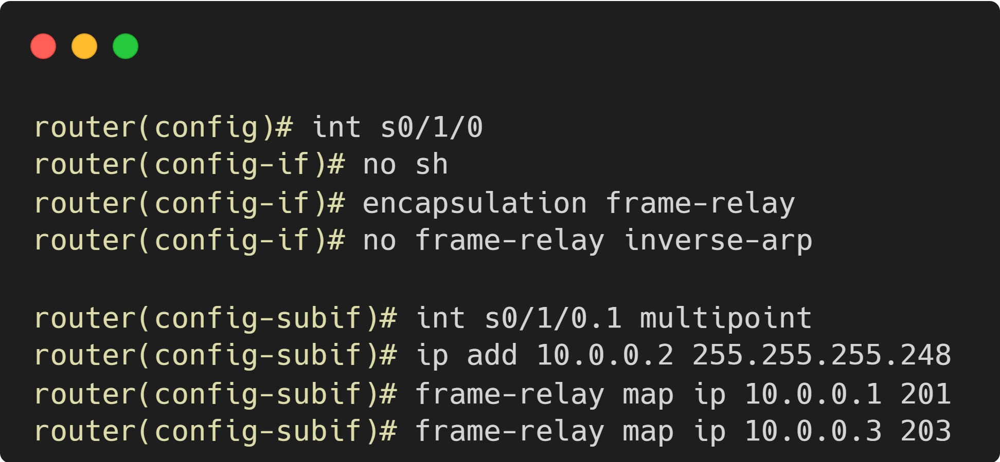 router(config)# int s0/1/0
router(config-if)# no sh
router(config-if)# encapsulation frame-relay
router(config-if)# no frame-relay inverse-arp
router(config-subif)# int s0/1/0.1 multipoint
router(config-subif)# ip add 10.0.0.2 255.255.255.248
router(config-subif)# frame-relay map ip 10.0.0.1 201
router(config-subif)# frame-relay map ip 10.0.0.3 203